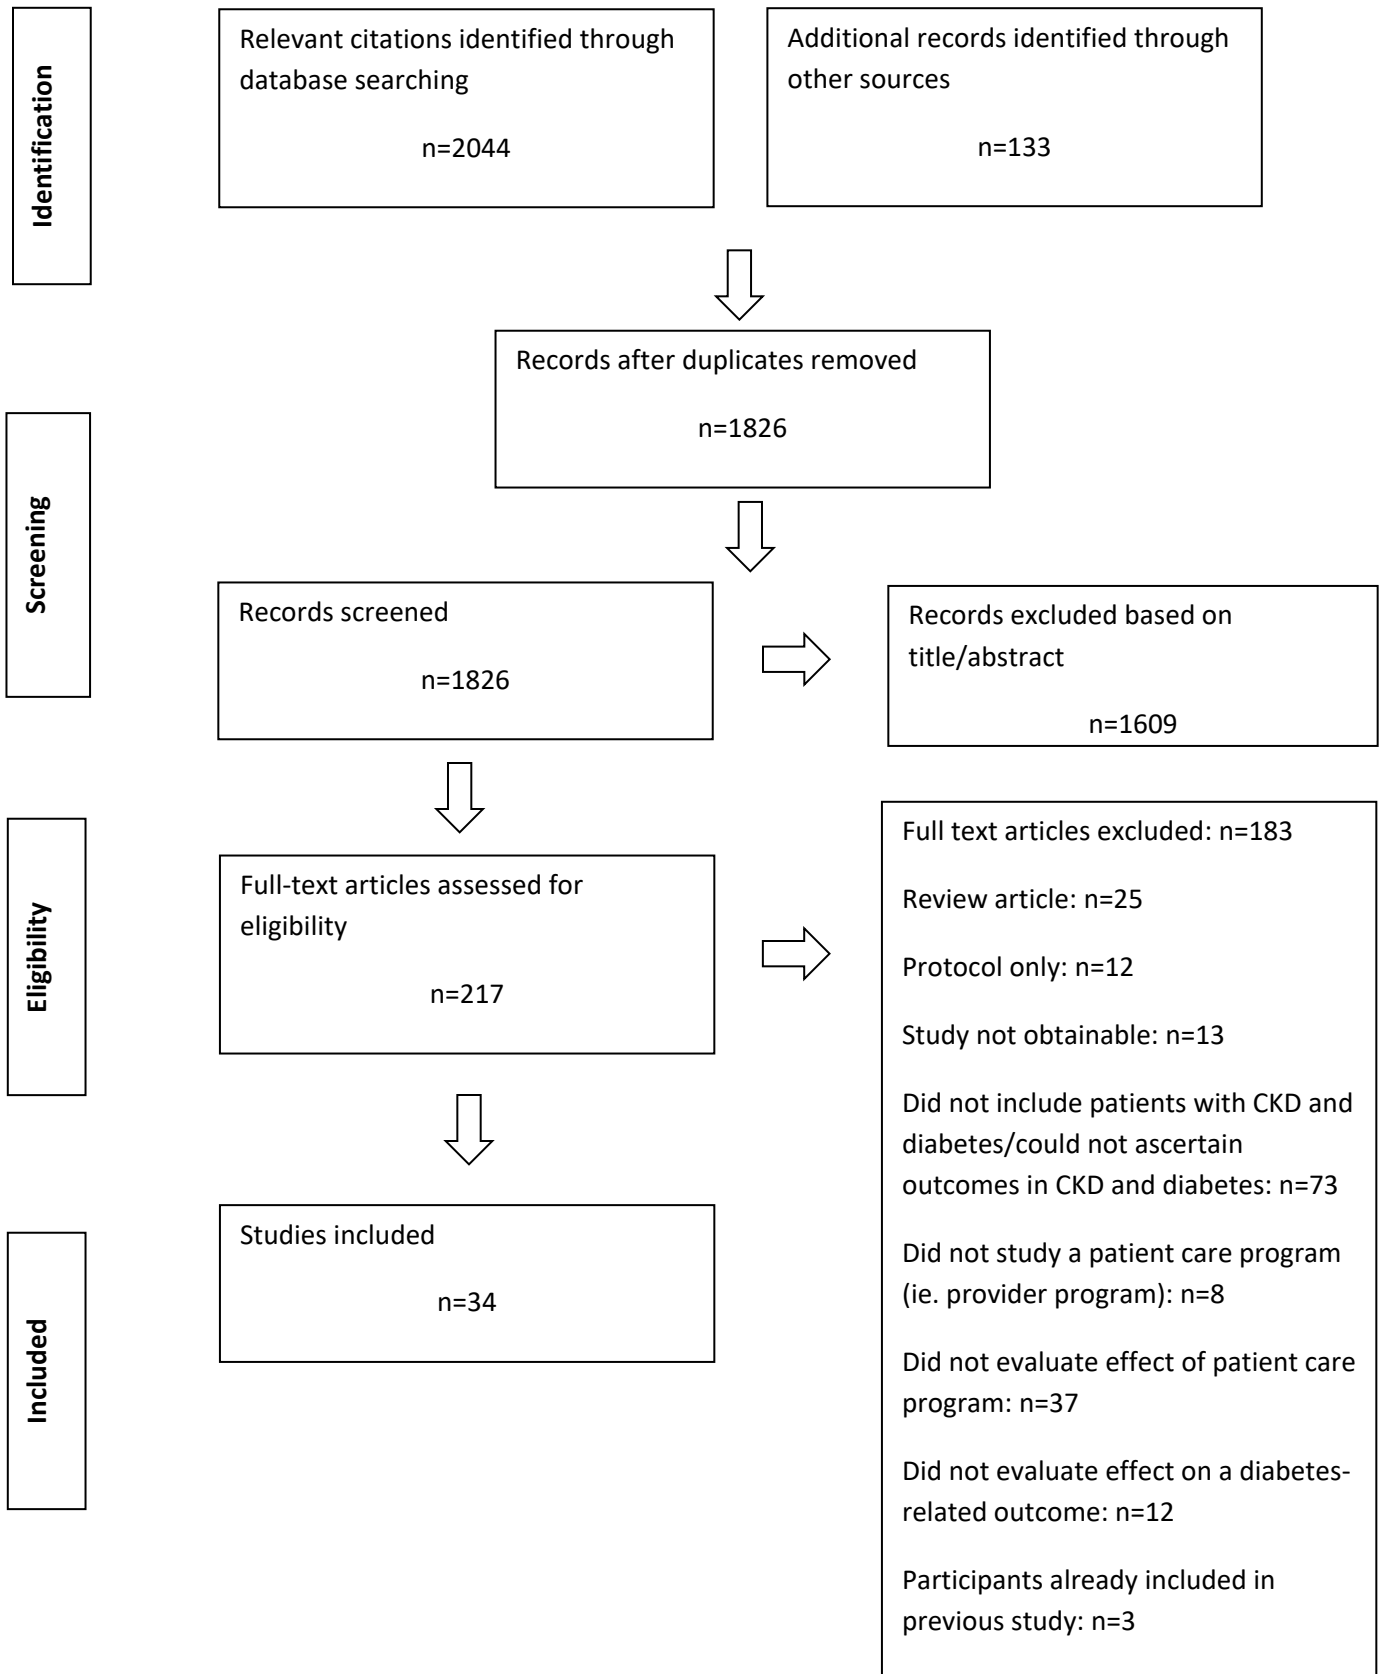 Identification
Relevant citations identified through
database searching
n=2044
Additional records identified through
other sources
n=133
Records after duplicates removed
n=1826
Screening
Records screened
n=1826
Records excluded based on
title/abstract
n=1609
Eligibility
Full-text articles assessed for
eligibility
n=217
Full text articles excluded: n=183
Review article: n=25
Protocol only: n=12
Study not obtainable: n=13
Did not include patients with CKD and
diabetes/could not ascertain
outcomes in CKD and diabetes: n=73
Did not study a patient care program
(ie. provider program): n=8
Did not evaluate effect of patient care
program: n=37
Did not evaluate effect on a diabetes-
related outcome: n=12
Participants already included in
previous study: n=3
Included
Studies included
n=34